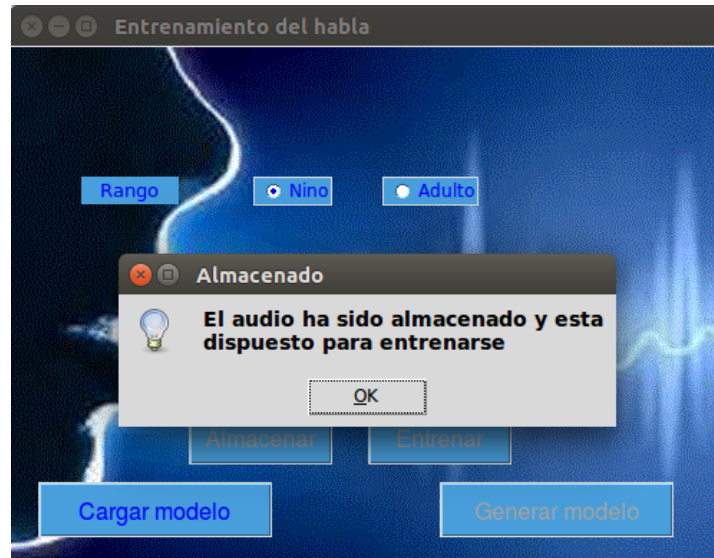 Entrenamiento del habla
Rango
Nino
Adulto
Almacenado
El audio ha sido almacenado y esta
dispuesto para entrenarse
OK
Almacenar
Entrenar
Cargar modelo
Generar modelo